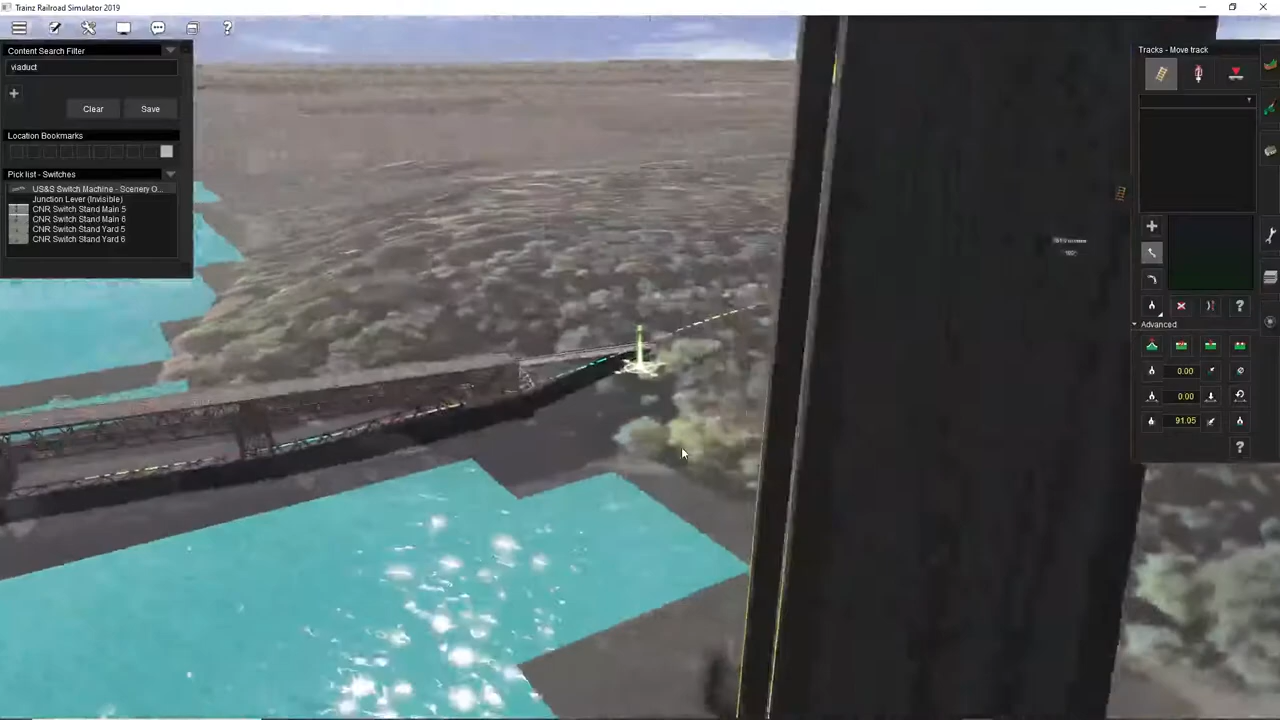 Trainz Railroad Simulator 2019
Content Search Filter
viaduct
Clear
Save
Location Bookmarks
Pick list - Switches
US&S Switch Machine - Scenery O...
Junction Lever (Invisible)
CNR Switch Stand Main 5
CNR Switch Stand Main 6
CNR Switch Stand Yard 5
CNR Switch Stand Yard 6
Tracks - Move track
Advanced
0.00
0.00
91.05